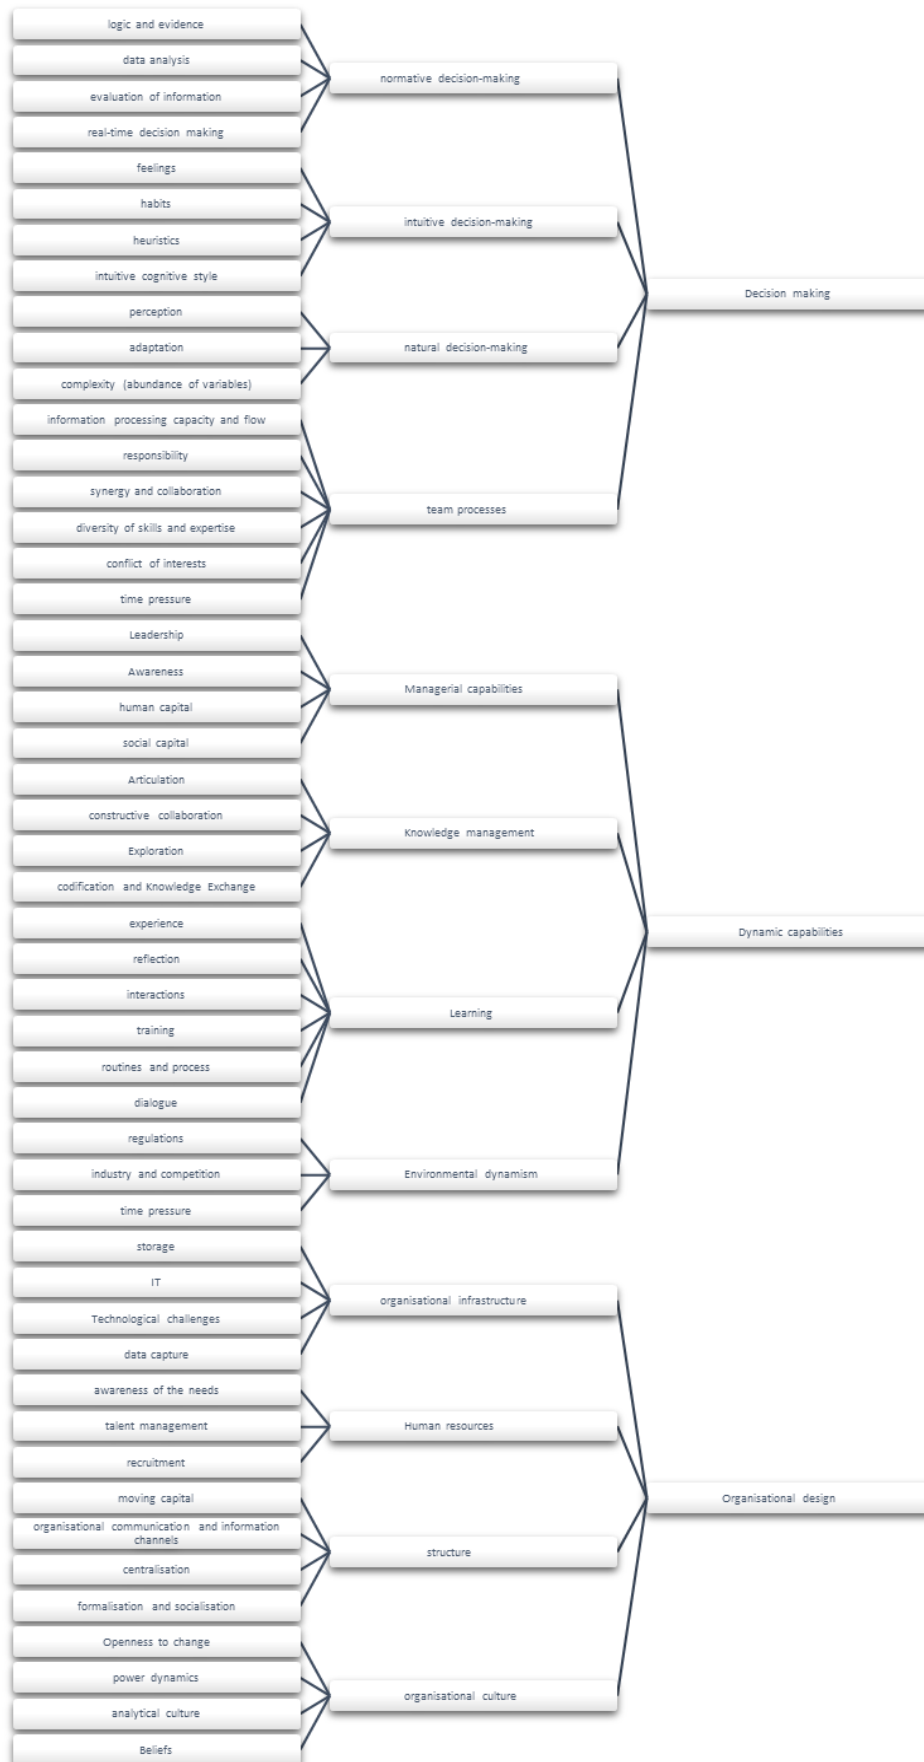 logic and evidence
data analysis
evaluation of information
real-time decision making
feelings
habits
heuristics
intuitive cognitive style
perception
adaptation
complexity (abundance of variables)
information processing capacity and flow
responsibility
synergy and collaboration
diversity of skills and expertise
conflict of interests
time pressure
Leadership
Awareness
human capital
social capital
Articulation
constructive collaboration
Exploration
codification and Knowledge Exchange
experience
reflection
interactions
training
routines and process
dialogue
regulations
industry and competition
time pressure
storage
IT
Technological challenges
data capture
awareness of the needs
talent management
recruitment
moving capital
organisational communication and information
channels
centralisation
formalisation and socialisation
Openness to change
power dynamics
analytical culture
Beliefs
normative decision-making
intuitive decision-making
natural decision-making
team processes
Managerial capabilities
Knowledge management
Learning
Environmental dynamism
organisational infrastructure
Human resources
structure
organisational culture
Decision making
Dynamic capabilities
Organisational design